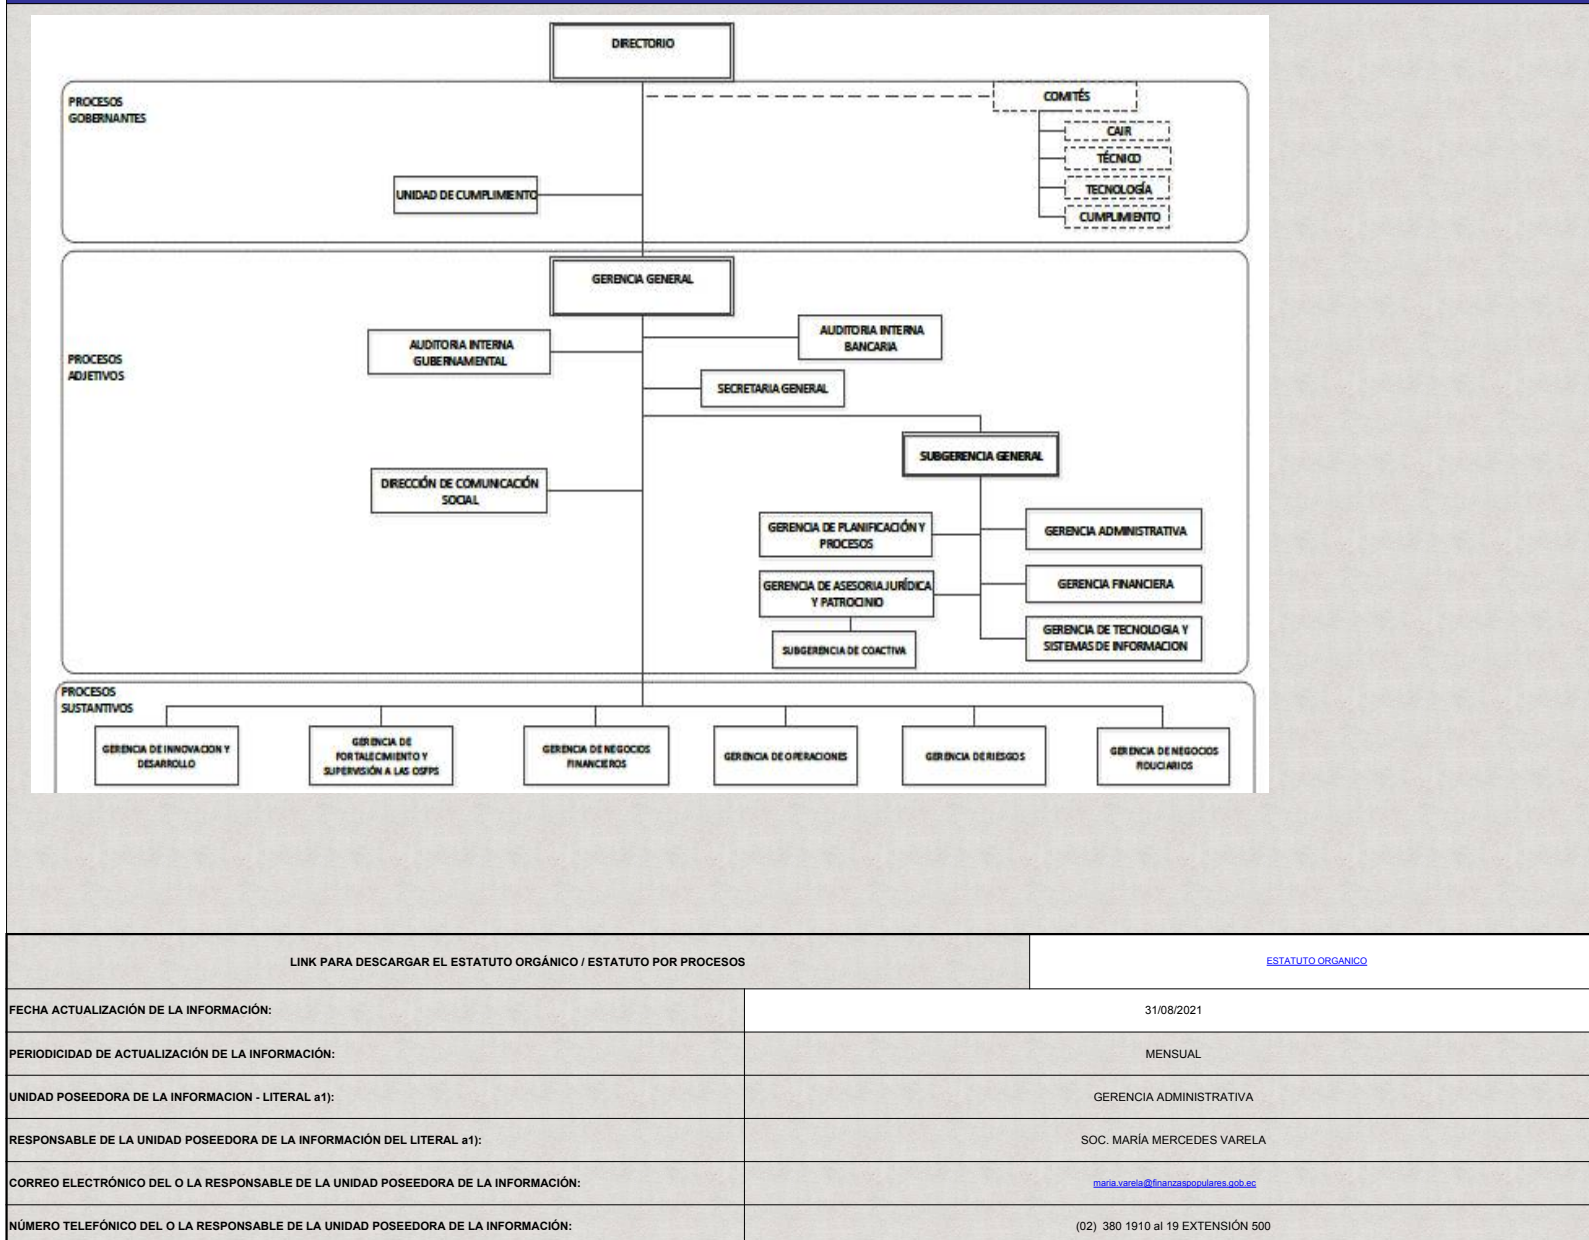 DIRECTORIO
PROCESOS
GOBERNANTES
COMITÉS
CAIR
TÉCNICO
TECNOLOGÍA
CUMPLIMIENTO
UNIDAD DE CUMPLIMIENTO
GERENCIA GENERAL
PROCESOS
ADJETIVOS
AUDITORIA INTERNA
GUBERNAMENTAL
AUDITORIA INTERNA
BANCARIA
SECRETARIA GENERAL
SUBGERENCIA GENERAL
DIRECCIÓN DE COMUNICACIÓN
SOCIAL
GERENCIA DE PLANIFICACIÓN Y
PROCESOS
GERENCIA ADMINISTRATIVA
GERENCIA DE ASESORIA JURÍDICA
Y PATROCINIO
GERENCIA FINANCIERA
SUBGERENCIA DE COACTIVA
GERENCIA DE TECNOLOGIA Y
SISTEMAS DE INFORMACION
PROCESOS
SUSTANTIVOS
GERENCIA DE INNOVACION Y
DESARROLLO
GERENCIA DE
FORTALECIMIENTO Y
SUPERVISIÓN A LAS OSFPS
GERENCIA DE NEGOCIOS
FINANCIEROS
GERENCIA DE OPERACIONES
GERENCIA DE RIESGOS
GERENCIA DE NEGOCIOS
FIDUCIARIOS
LINK PARA DESCARGAR EL ESTATUTO ORGÁNICO / ESTATUTO POR PROCESOS
ESTATUTO ORGANICO
FECHA ACTUALIZACIÓN DE LA INFORMACIÓN:
31/08/2021
PERIODICIDAD DE ACTUALIZACIÓN DE LA INFORMACIÓN:
MENSUAL
UNIDAD POSEEDORA DE LA INFORMACION - LITERAL a1):
GERENCIA ADMINISTRATIVA
RESPONSABLE DE LA UNIDAD POSEEDORA DE LA INFORMACIÓN DEL LITERAL a1):
SOC. MARÍA MERCEDES VARELA
CORREO ELECTRÓNICO DEL O LA RESPONSABLE DE LA UNIDAD POSEEDORA DE LA INFORMACIÓN:
maria.varela@finanzaspopulares.gob.ec
NÚMERO TELEFÓNICO DEL O LA RESPONSABLE DE LA UNIDAD POSEEDORA DE LA INFORMACIÓN:
(02) 380 1910 al 19 EXTENSIÓN 500